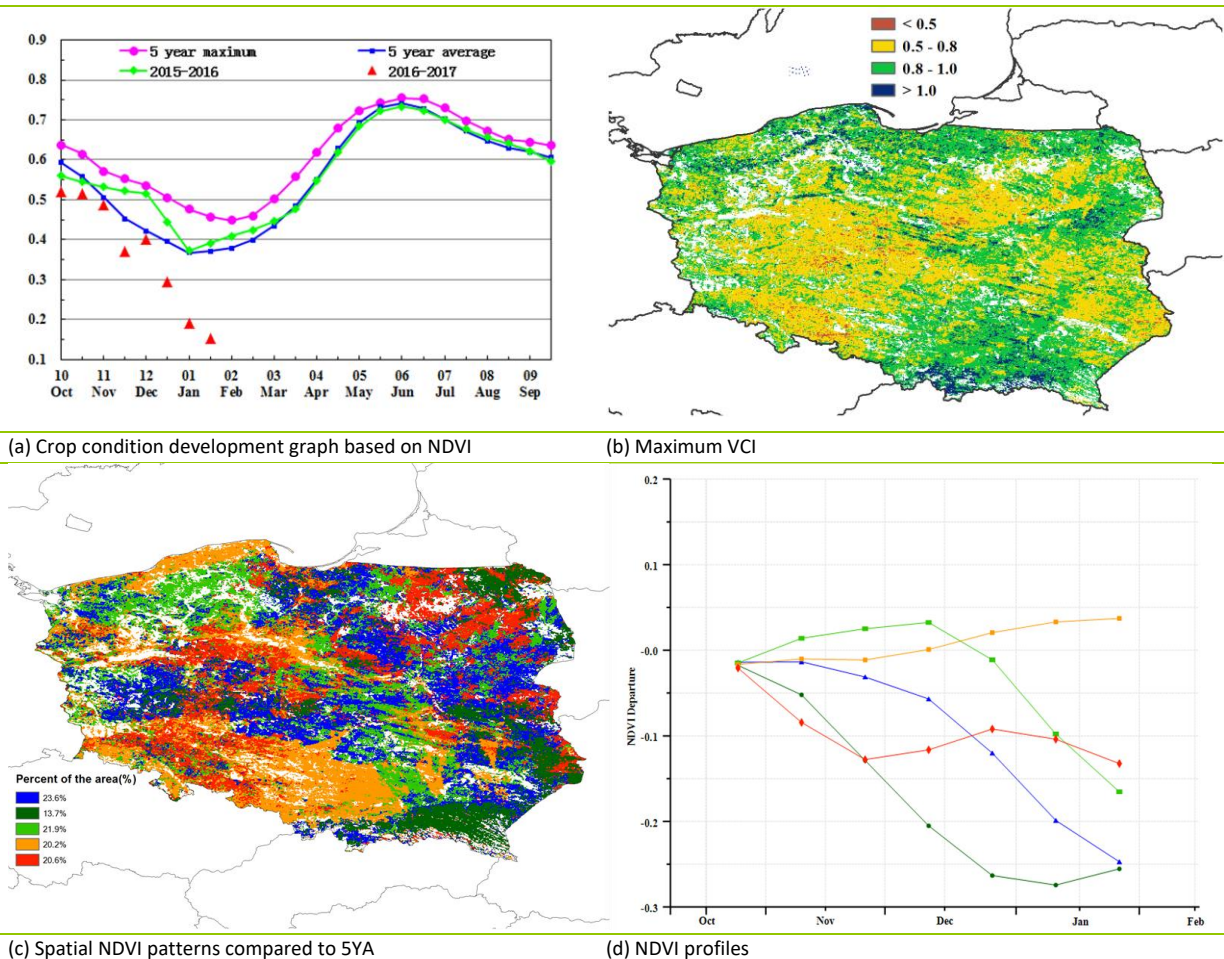 0.9
0.8
0.7
0.6
0.5
0.4
0.3
0.2
0.1
5 year maximum
5 year average
2015-2016
2016-2017
10 11 12 01 02 03 04 05 06 07 08 09
Oct Nov Dec Jan Feb Mar Apr May Jun Jul Aug Sep
< 0.5
0.5 - 0.8
0.8 - 1.0
> 1.0
(a) Crop condition development graph based on NDVI
(b) Maximum VCI
Percent of the area(%)
23.6%
13.7%
21.9%
20.2%
20.6%
0.2
0.1
-0.0
-0.1
-0.2
-0.3
NDVI Departure
Oct Nov Dec Jan Feb
(c) Spatial NDVI patterns compared to 5YA
(d) NDVI profiles